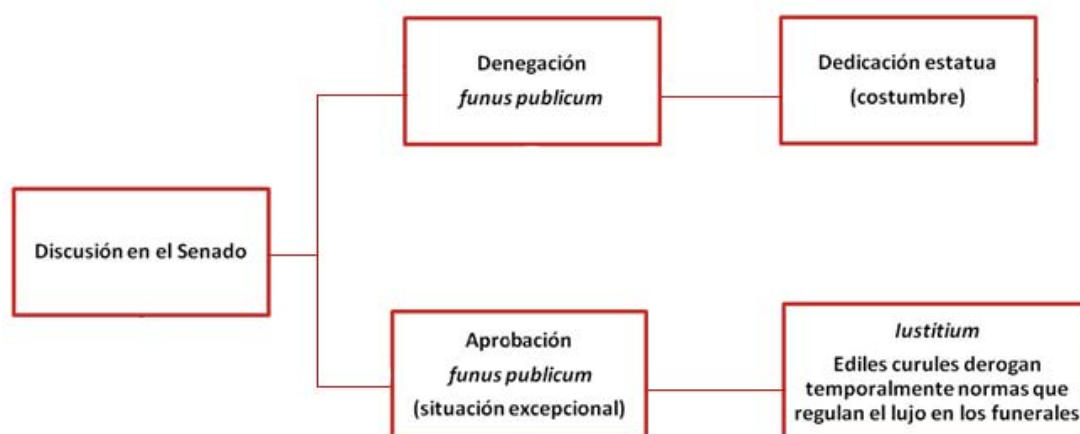 Denegación
funus publicum
Dedicación estatua
(costumbre)
Discusión en el Senado
Aprobación
funus publicum
(situación excepcional)
Iustitium
Ediles curules derogan
temporalmente normas que
regulan el lujo en los funerales